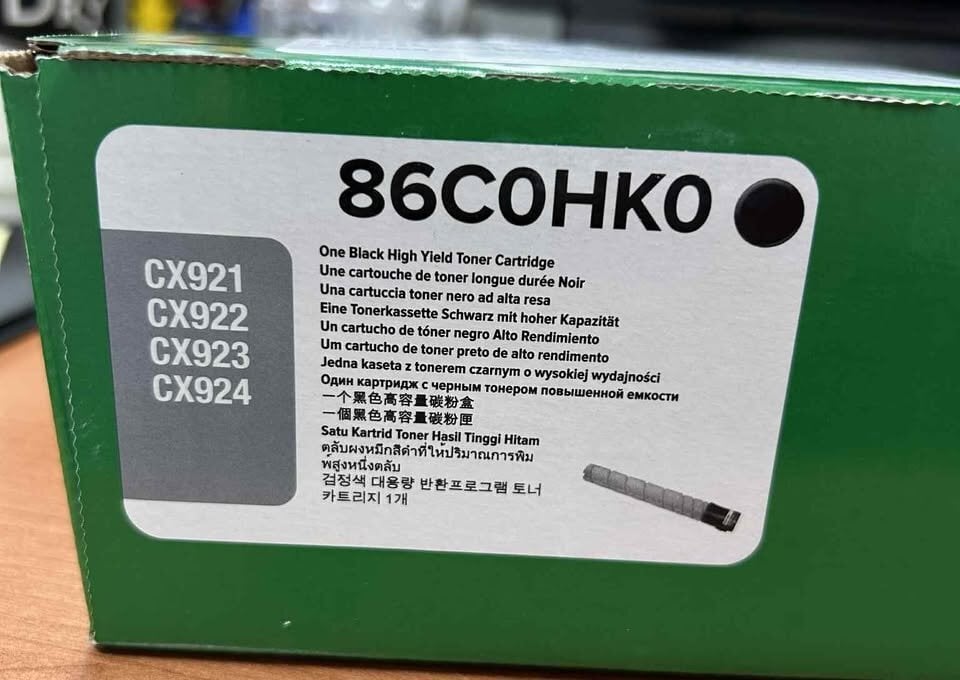 86C0HK0
CX921
CX922
CX923
CX924
One Black High Yield Toner Cartridge
Une cartouche de toner longue durée Noir
Una cartuccia toner nero ad alta resa
Eine Tonerkassette Schwarz mit hoher Kapazität
Un cartucho de tóner negro Alto Rendimiento
Um cartucho de toner preto de alto rendimento
Jedna kaseta z tonerem czarnym o wysokiej wydajności
Один картридж с черным тонером повышенной емкости
一个黑色高容量碳粉盒
一個黑色高容量碳粉匣
Satu Kartrid Toner Hasil Tinggi Hitam
ตลับผงหมึกสีดำที่ให้ปริมาณการพิม
พ์สูงหนึ่งตลับ
검정색 대용량 반환프로그램 토너
카트리지 1개